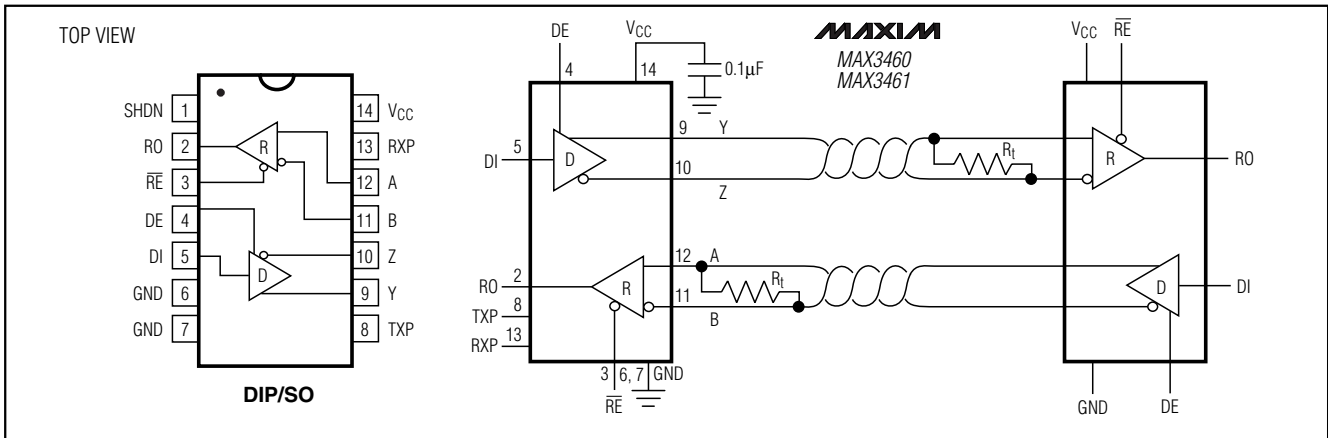 TOP VIEW
SHDN 1
RO 2
R̅E̅ 3
DE 4
DI 5
GND 6
GND 7
14 VCC
13 RXP
12 A
11 B
10 Z
9 Y
8 TXP
R
D
DIP/SO
DE
4
VCC
14
0.1µF
MAXIM
MAX3460
MAX3461
VCC
R̅E̅
5
DI
D
9 Y
10
Z
Rt
R
RO
RO 2
TXP 8
RXP 13
R
12 A
11
B
Rt
D
DI
3 6, 7 GND
R̅E̅
GND
DE